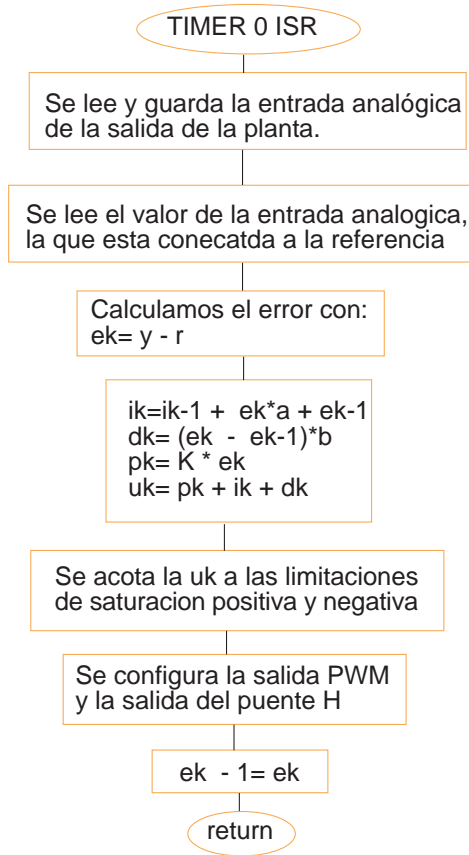 TIMER 0 ISR
Se lee y guarda la entrada analógica
de la salida de la planta.
Se lee el valor de la entrada analogica,
la que esta conecatda a la referencia
Calculamos el error con:
ek= y - r
ik=ik-1 + ek*a + ek-1
dk= (ek - ek-1)*b
pk= K * ek
uk= pk + ik + dk
Se acota la uk a las limitaciones
de saturacion positiva y negativa
Se configura la salida PWM
y la salida del puente H
ek - 1= ek
return